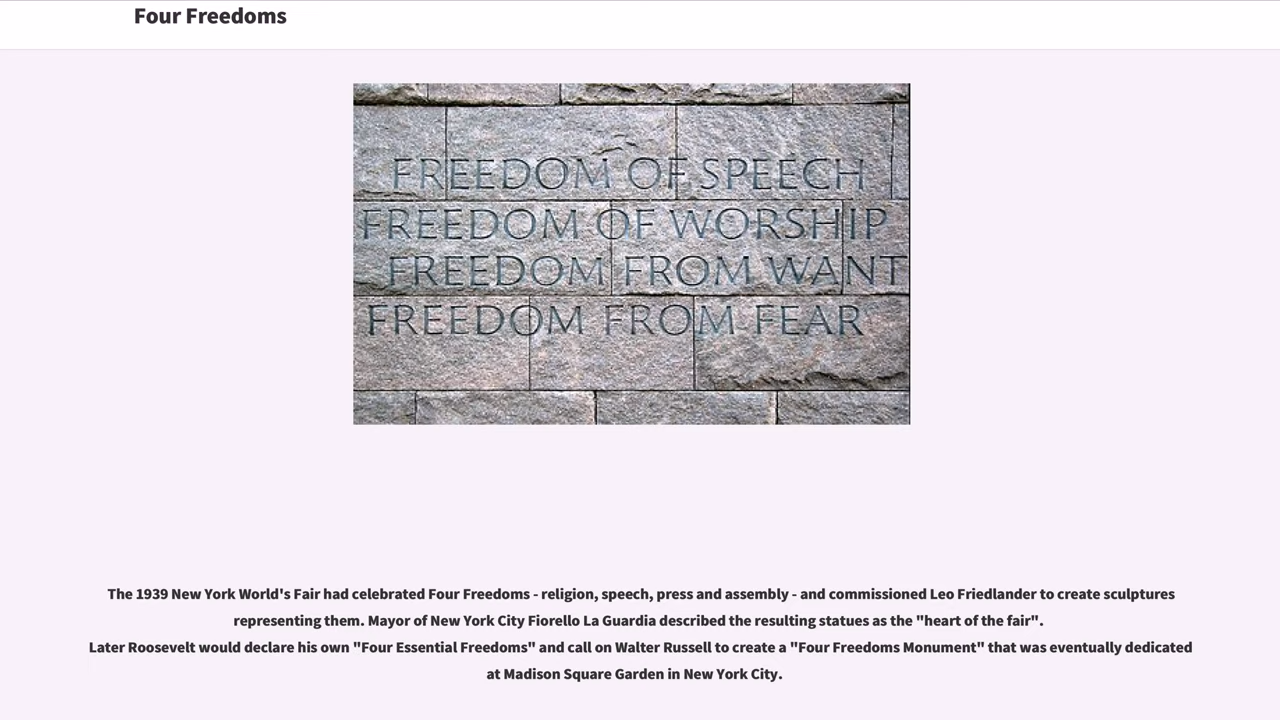 Four Freedoms
FREEDOM OF SPEECH
FREEDOM OF WORSHIP
FREEDOM FROM WANT
FREEDOM FROM FEAR
The 1939 New York World's Fair had celebrated Four Freedoms - religion, speech, press and assembly - and commissioned Leo Friedlander to create sculptures
representing them. Mayor of New York City Fiorello La Guardia described the resulting statues as the "heart of the fair".
Later Roosevelt would declare his own "Four Essential Freedoms" and call on Walter Russell to create a "Four Freedoms Monument" that was eventually dedicated
at Madison Square Garden in New York City.